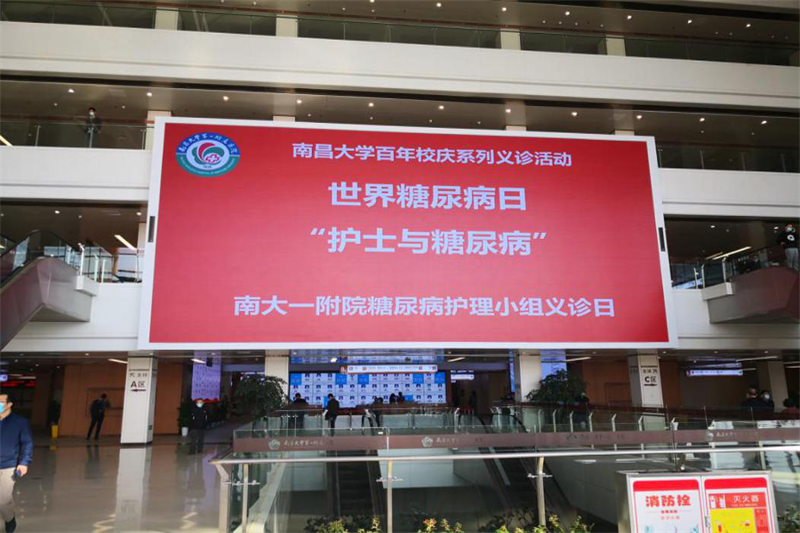 南昌大学百年校庆系列义诊活动
世界糖尿病日
“护士与糖尿病”
南大一附院糖尿病护理小组义诊日
A区
C区
消防栓
灭火器